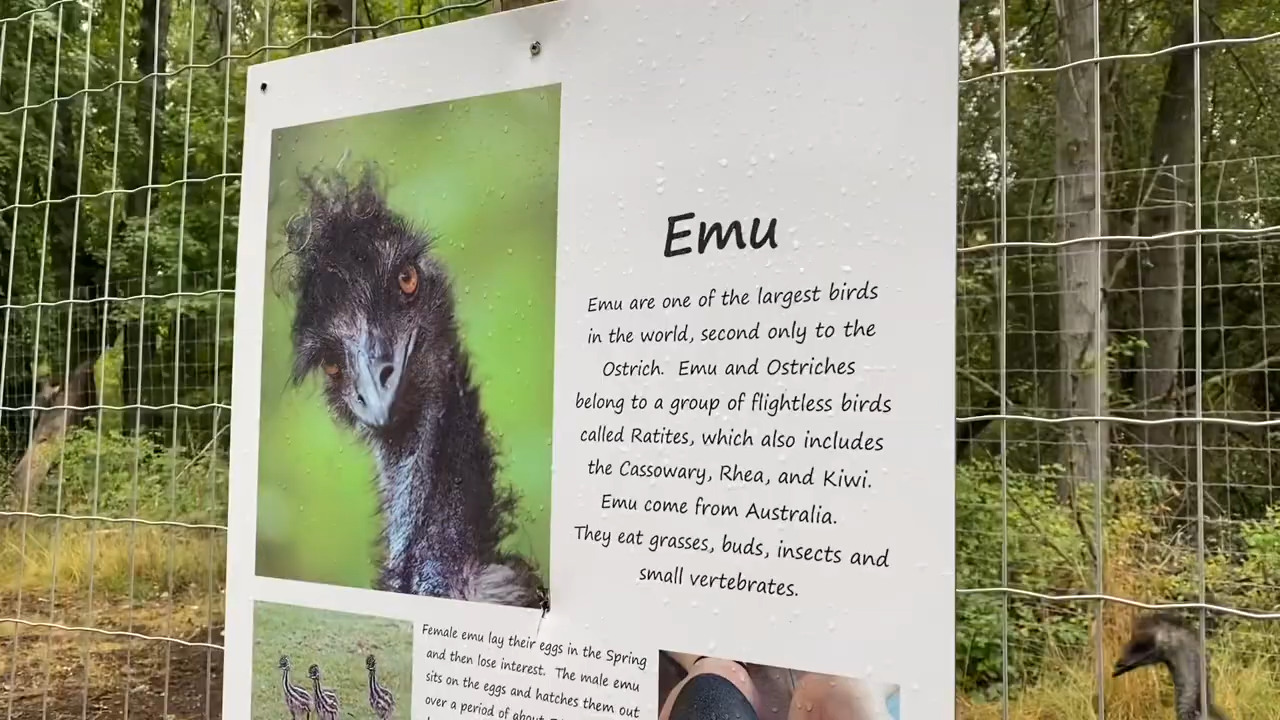 Emu
Emu are one of the largest birds
in the world, second only to the
Ostrich. Emu and Ostriches
belong to a group of flightless birds
called Ratites, which also includes
the Cassowary, Rhea, and Kiwi.
Emu come from Australia.
They eat grasses, buds, insects and
small vertebrates.
Female emu lay their eggs in the Spring
and then lose interest. The male emu
sits on the eggs and hatches them out
over a period of about